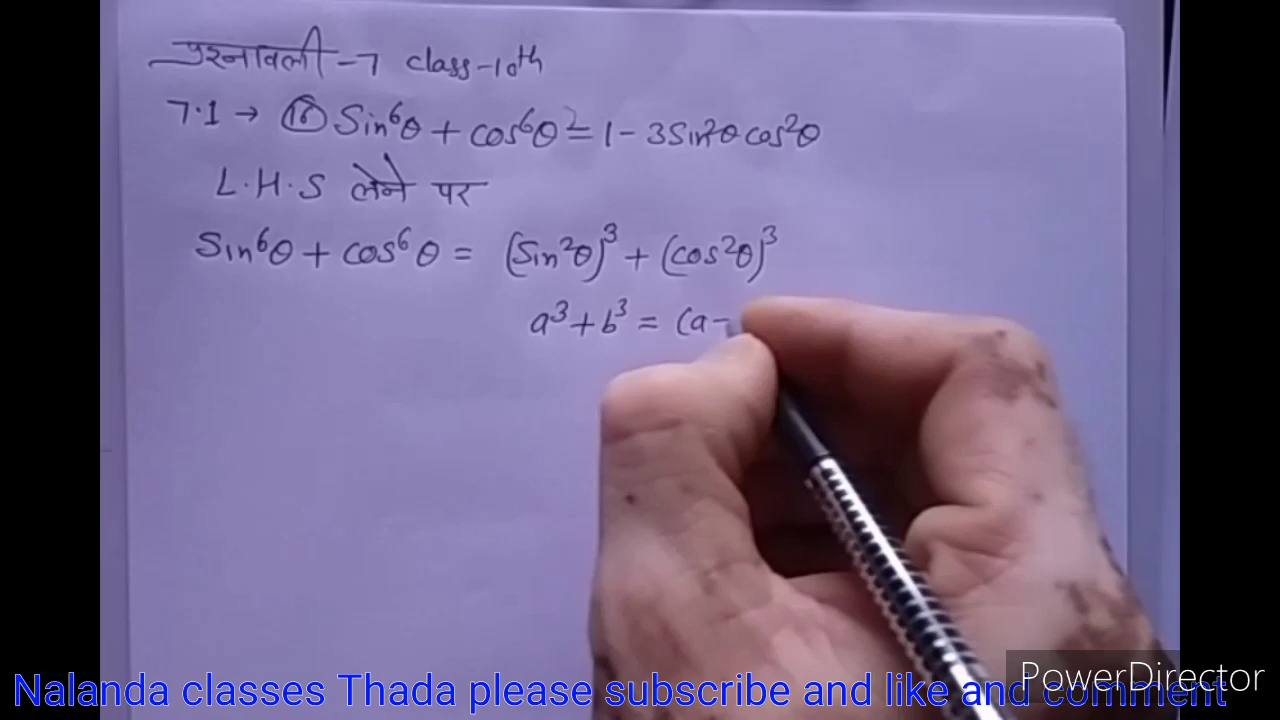 प्रश्नावली-7 class-10th
7.1 → (16) Sin⁶θ + cos⁶θ = 1 - 3Sin²θ cos²θ
L.H.S लेने पर
Sin⁶θ + cos⁶θ = (Sin²θ)³ + (cos²θ)³
a³ + b³ = (a
PowerDirector
Nalanda classes Thada please subscribe and like and comment